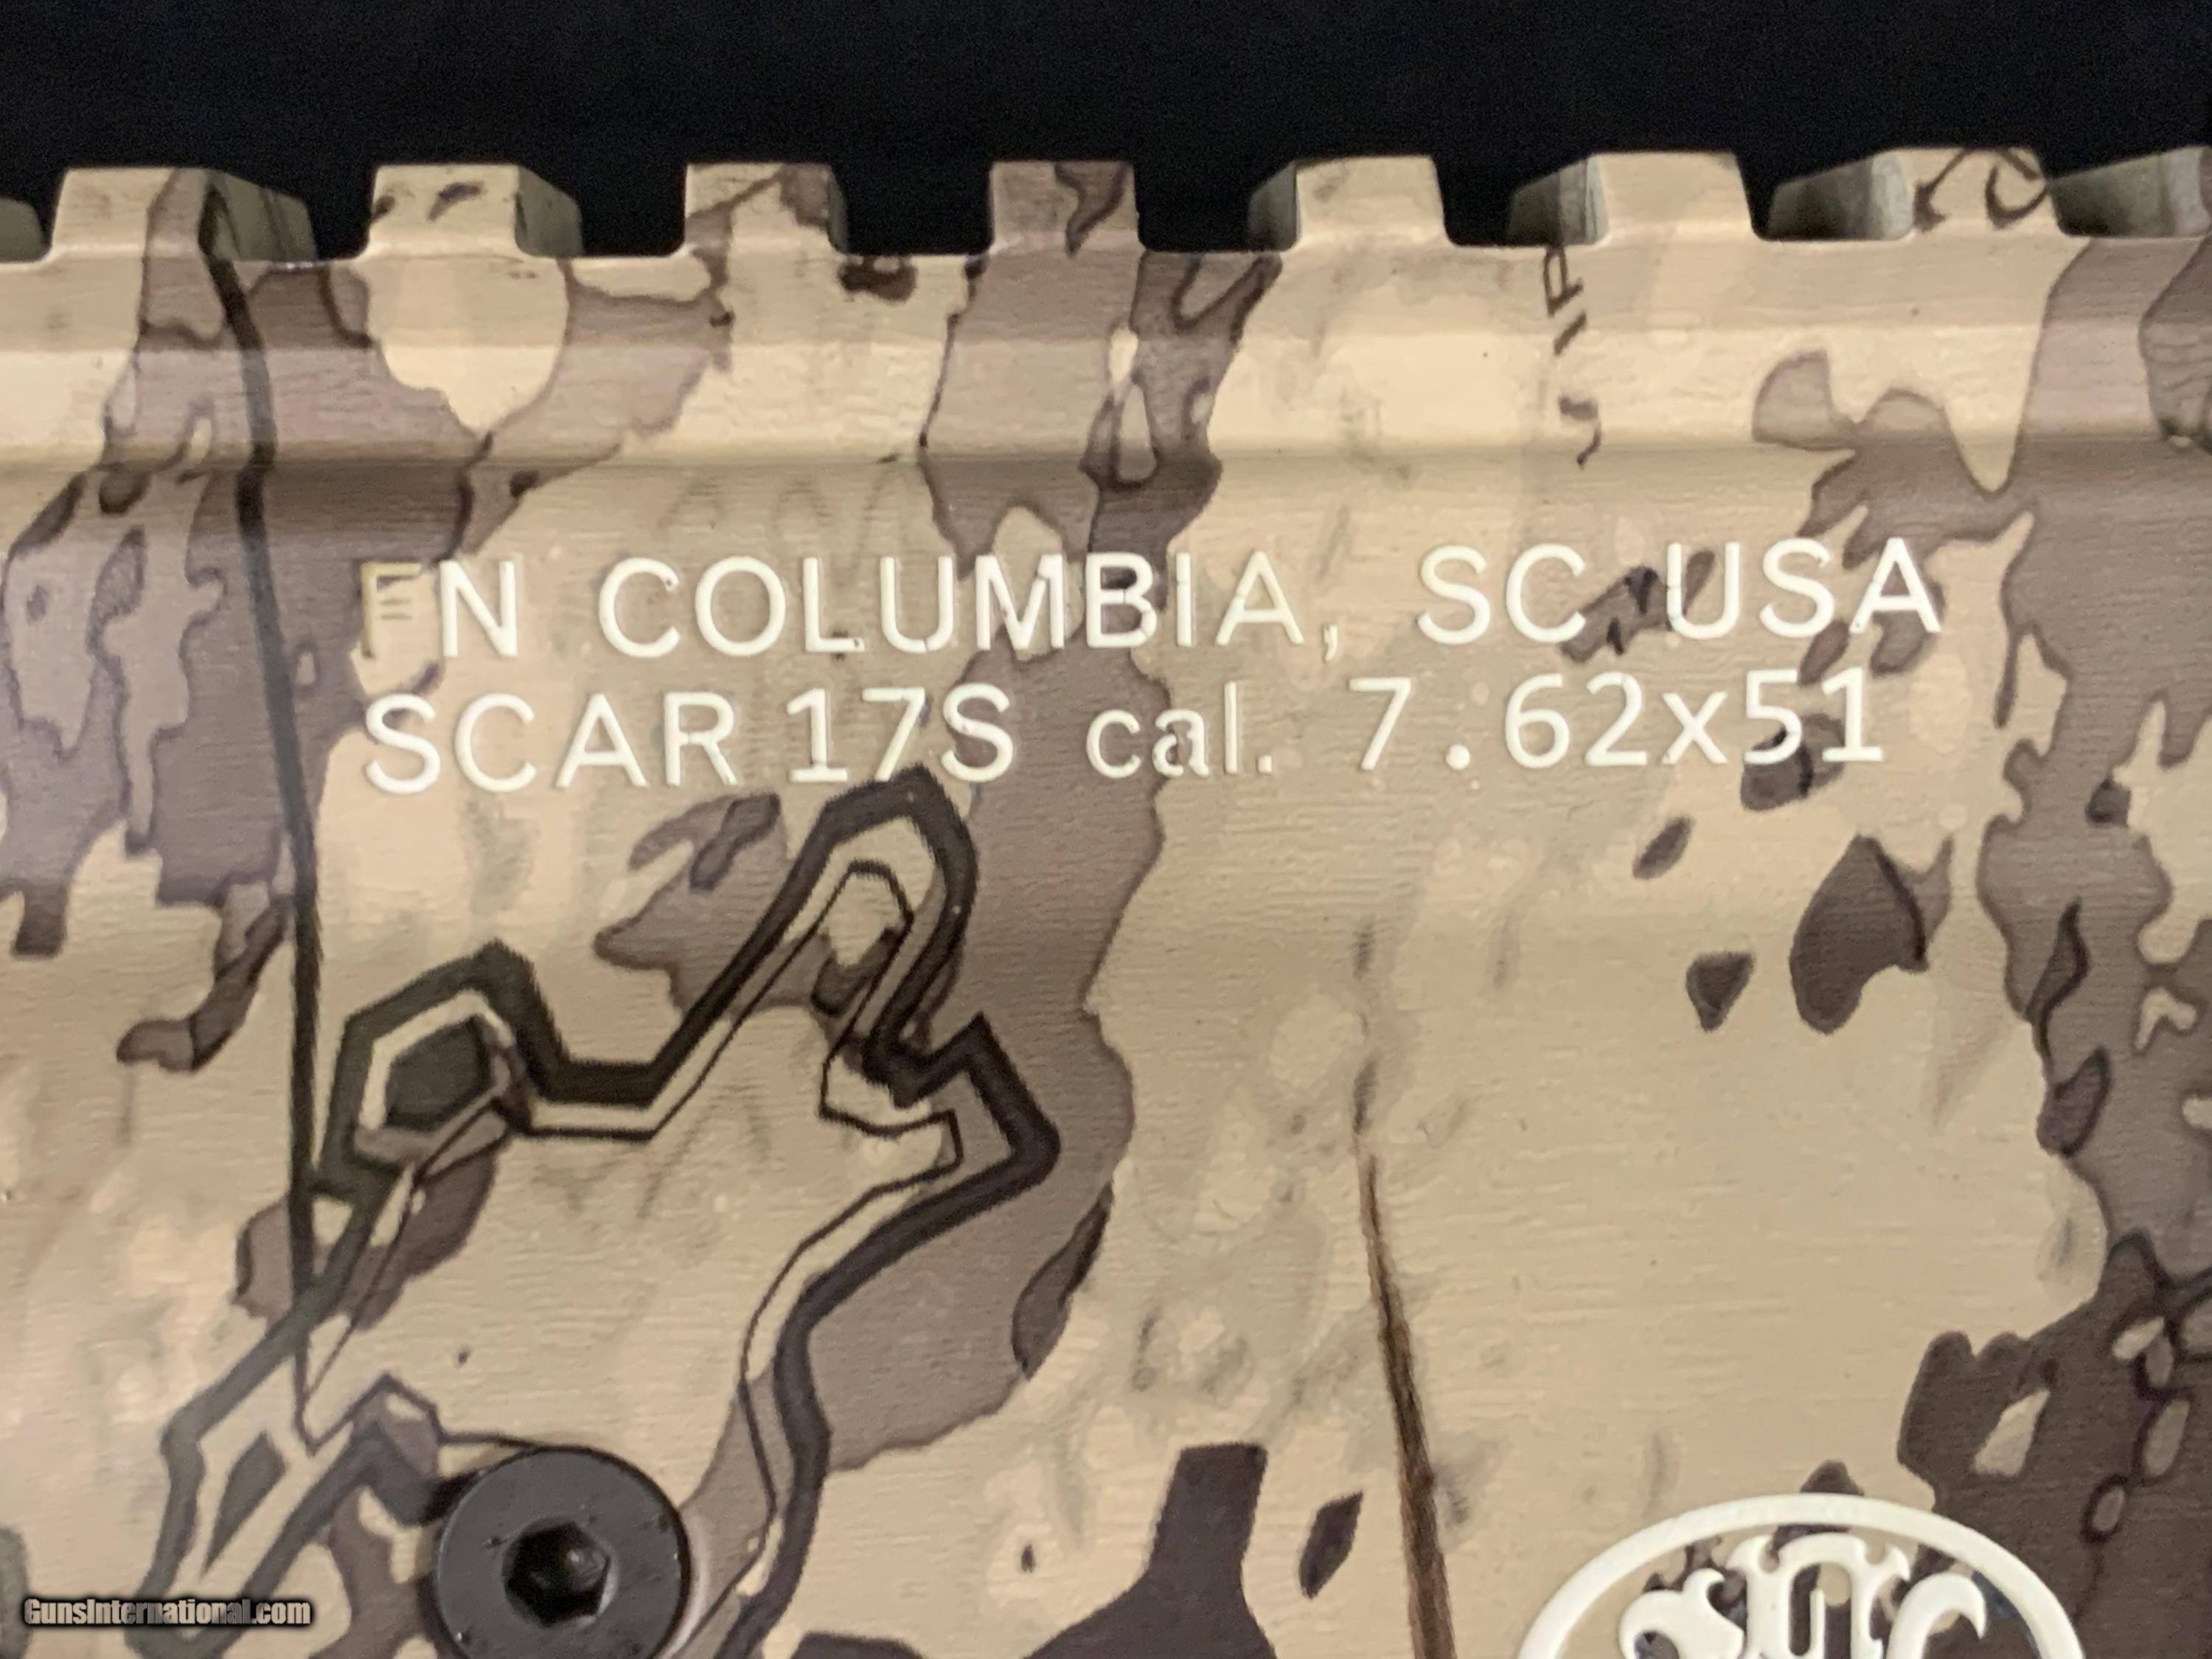 FN COLUMBIA, SC USA
SCAR 17S cal. 7.62x51
GunsInternational.com